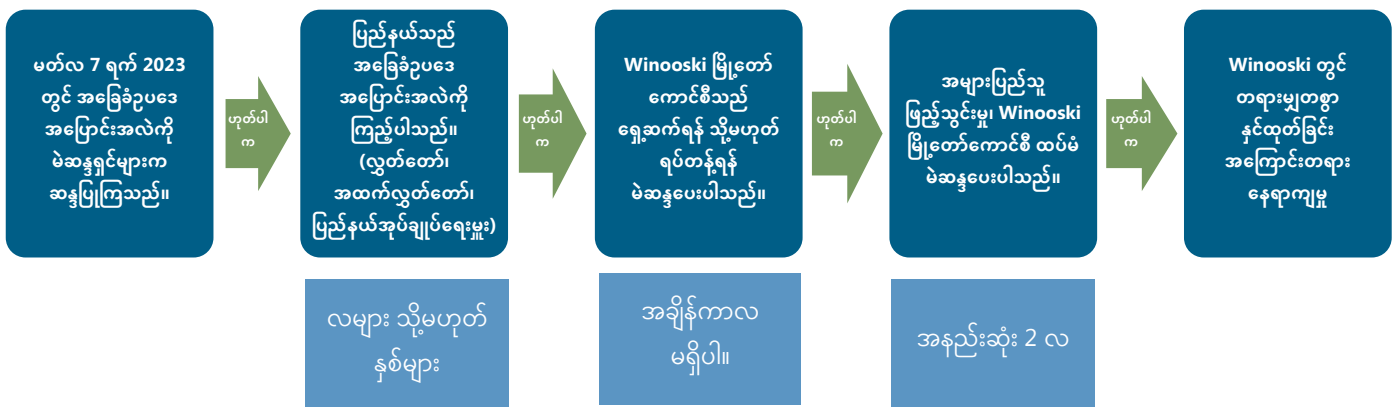 မတ်လ 7 ရက် 2023
တွင် အခြေခံဥပဒေ
အပြောင်းအလဲကို
မဲဆန္ဒရှင်များက
ဆန္ဒပြုကြသည်။
ဟုတ်ပါ
က
ပြည်နယ်သည်
အခြေခံဥပဒေ
အပြောင်းအလဲကို
ကြည့်ပါသည်။
(လွှတ်တော်၊
အထက်လွှတ်တော်၊
ပြည်နယ်အုပ်ချုပ်ရေးမှူး)
ဟုတ်ပါ
က
Winooski မြို့တော်
ကောင်စီသည်
ရှေ့ဆက်ရန် သို့မဟုတ်
ရပ်တန့်ရန်
မဲဆန္ဒပေးပါသည်။
ဟုတ်ပါ
က
အများပြည်သူ
ဖြည့်သွင်းမှု၊ Winooski
မြို့တော်ကောင်စီ ထပ်မံ
မဲဆန္ဒပေးပါသည်။
ဟုတ်ပါ
က
Winooski တွင်
တရားမျှတစွာ
နှင်ထုတ်ခြင်း
အကြောင်းတရား
နေရာကျမှု
လများ သို့မဟုတ်
နှစ်များ
အချိန်ကာလ
မရှိပါ။
အနည်းဆုံး 2 လ